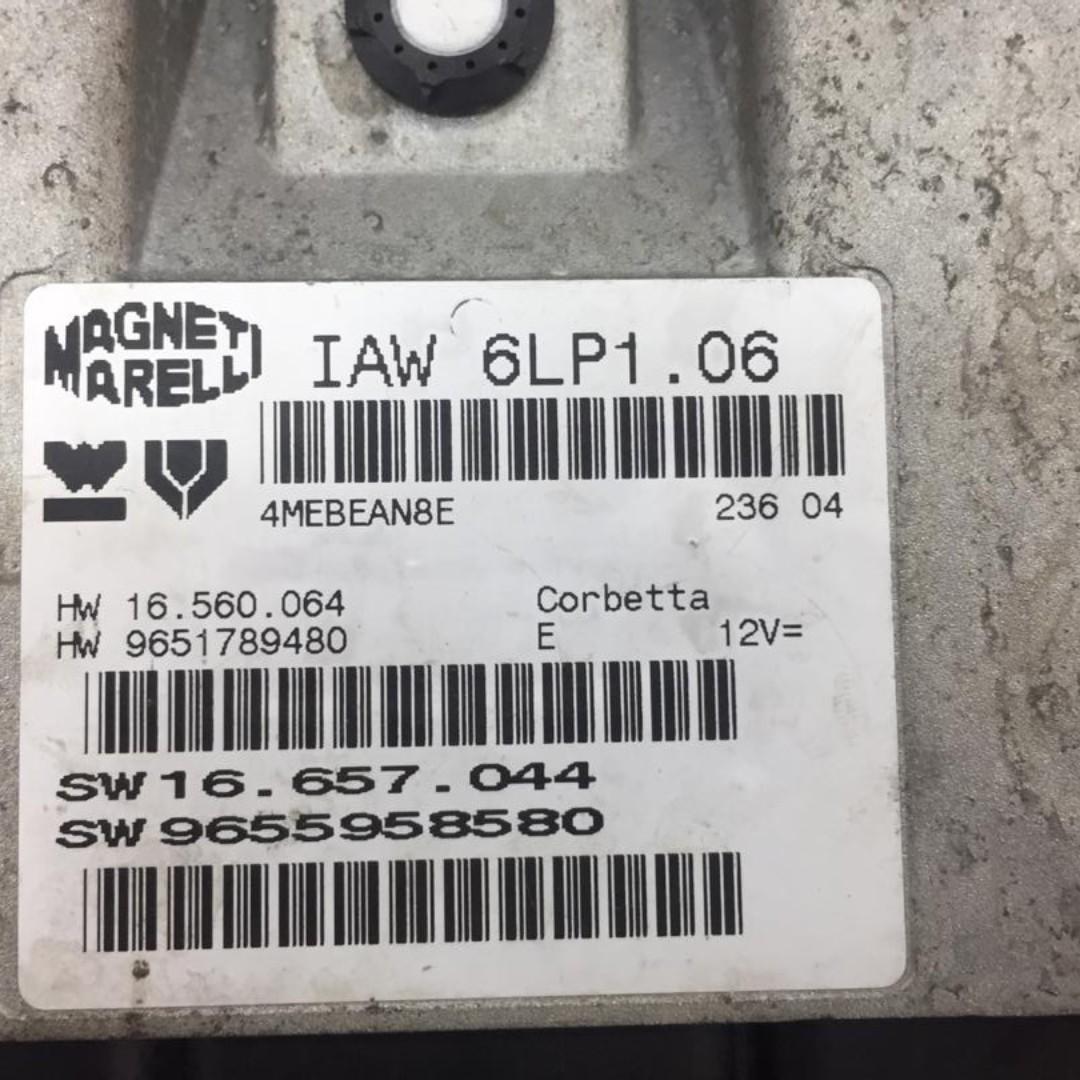 MAGNETI
MARELLI
IAW 6LP1.06
4MEBEAN8E 236 04
HW 16.560.064 Corbetta
HW 9651789480 E 12V=
SW 16.657.044
SW 9655958580